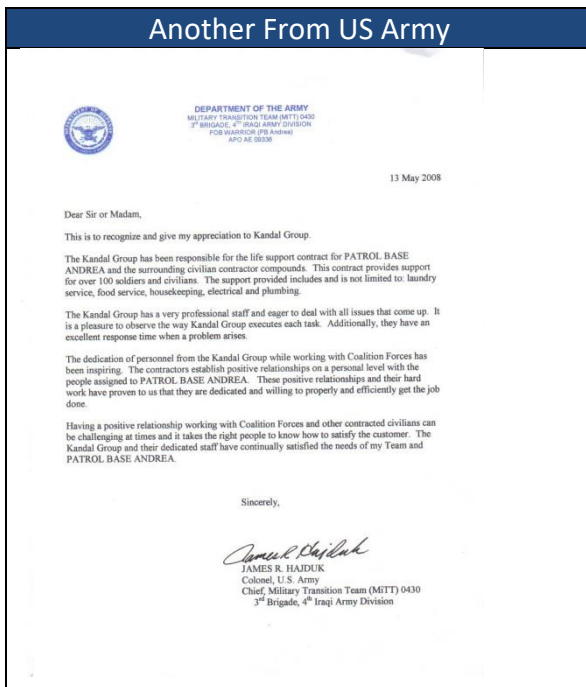 Another From US Army
DEPARTMENT OF THE ARMY
MILITARY TRANSITION TEAM (MITT) 0430
3rd BRIGADE, 4TH IRAQI ARMY DIVISION
FOB WARRIOR (PB Andrea)
APO AE 09338
13 May 2008
Dear Sir or Madam,
This is to recognize and give my appreciation to Kandal Group.
The Kandal Group has been responsible for the life support contract for PATROL BASE
ANDREA and the surrounding civilian contractor compounds. This contract provides support
for over 100 soldiers and civilians. The support provided includes and is not limited to: laundry
service, food service, housekeeping, electrical and plumbing.
The Kandal Group has a very professional staff and eager to deal with all issues that come up. It
is a pleasure to observe the way Kandal Group executes each task. Additionally, they have an
excellent response time when a problem arises.
The dedication of personnel from the Kandal Group while working with Coalition Forces has
been inspiring. The contractors establish positive relationships on a personal level with the
people assigned to PATROL BASE ANDREA. These positive relationships and their hard
work have proven to us that they are dedicated and willing to properly and efficiently get the job
done.
Having a positive relationship working with Coalition Forces and other contracted civilians can
be challenging at times and it takes the right people to know how to satisfy the customer. The
Kandal Group and their dedicated staff have continually satisfied the needs of my Team and
PATROL BASE ANDREA.
Sincerely,
James R Hajduk
JAMES R. HAJDUK
Colonel, U.S. Army
Chief, Military Transition Team (MiTT) 0430
3rd Brigade, 4th Iraqi Army Division